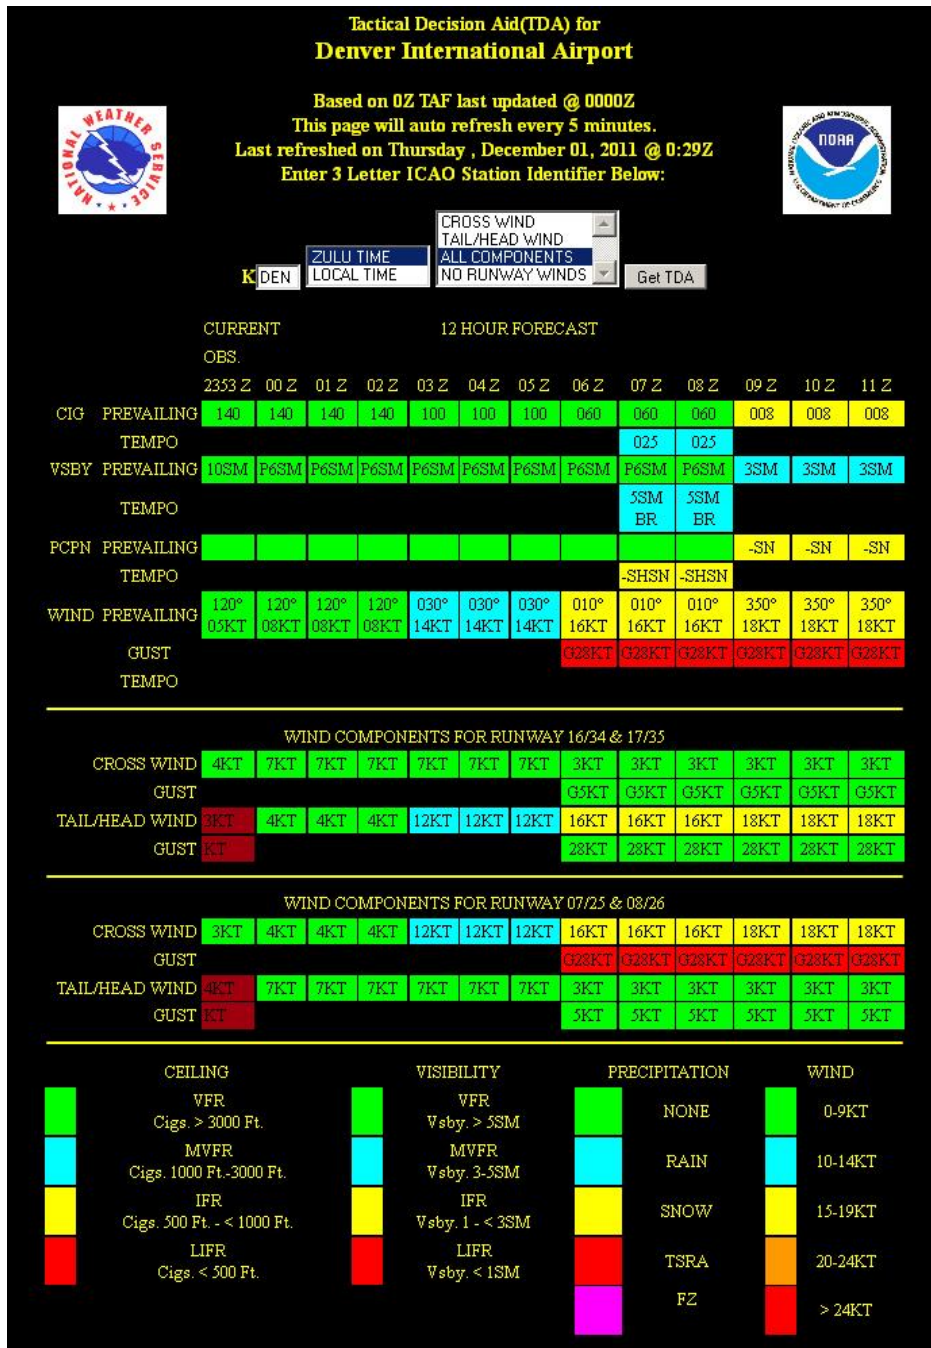 Tactical Decision Aid(TDA) for
Denver International Airport
Based on 0Z TAF last updated @ 0000Z
This page will auto refresh every 5 minutes.
Last refreshed on Thursday , December 01, 2011 @ 0:29Z
Enter 3 Letter ICAO Station Identifier Below:
NATIONAL WEATHER SERVICE
NOAA
CROSS WIND
TAIL/HEAD WIND
ZULU TIME ALL COMPONENTS
K DEN LOCAL TIME NO RUNWAY WINDS Get TDA
CURRENT 12 HOUR FORECAST
OBS.
2353 Z 00 Z 01 Z 02 Z 03 Z 04 Z 05 Z 06 Z 07 Z 08 Z 09 Z 10 Z 11 Z
CIG PREVAILING 140 140 140 140 100 100 100 060 060 060 008 008 008
TEMPO 025 025
VSBY PREVAILING 10SM P6SM P6SM P6SM P6SM P6SM P6SM P6SM P6SM P6SM 3SM 3SM 3SM
TEMPO 5SM 5SM
BR BR
PCPN PREVAILING -SN -SN -SN
TEMPO -SHSN -SHSN
WIND PREVAILING 120° 120° 120° 120° 030° 030° 030° 010° 010° 010° 350° 350° 350°
05KT 08KT 08KT 08KT 14KT 14KT 14KT 16KT 16KT 16KT 18KT 18KT 18KT
GUST G28KT G28KT G28KT G28KT G28KT G28KT
TEMPO
WIND COMPONENTS FOR RUNWAY 16/34 & 17/35
CROSS WIND 4KT 7KT 7KT 7KT 7KT 7KT 7KT 3KT 3KT 3KT 3KT 3KT 3KT
GUST G5KT G5KT G5KT G5KT G5KT G5KT
TAIL/HEAD WIND 3KT 4KT 4KT 4KT 12KT 12KT 12KT 16KT 16KT 16KT 18KT 18KT 18KT
GUST KT 28KT 28KT 28KT 28KT 28KT 28KT
WIND COMPONENTS FOR RUNWAY 07/25 & 08/26
CROSS WIND 3KT 4KT 4KT 4KT 12KT 12KT 12KT 16KT 16KT 16KT 18KT 18KT 18KT
GUST G28KT G28KT G28KT G28KT G28KT G28KT
TAIL/HEAD WIND 4KT 7KT 7KT 7KT 7KT 7KT 7KT 3KT 3KT 3KT 3KT 3KT 3KT
GUST KT 5KT 5KT 5KT 5KT 5KT 5KT
CEILING VISIBILITY PRECIPITATION WIND
VFR VFR NONE 0-9KT
Cigs. > 3000 Ft. Vsby. > 5SM
MVFR MVFR RAIN 10-14KT
Cigs. 1000 Ft.-3000 Ft. Vsby. 3-5SM
IFR IFR SNOW 15-19KT
Cigs. 500 Ft. - < 1000 Ft. Vsby. 1 - < 3SM
LIFR LIFR TSRA 20-24KT
Cigs. < 500 Ft. Vsby. < 1SM
FZ > 24KT